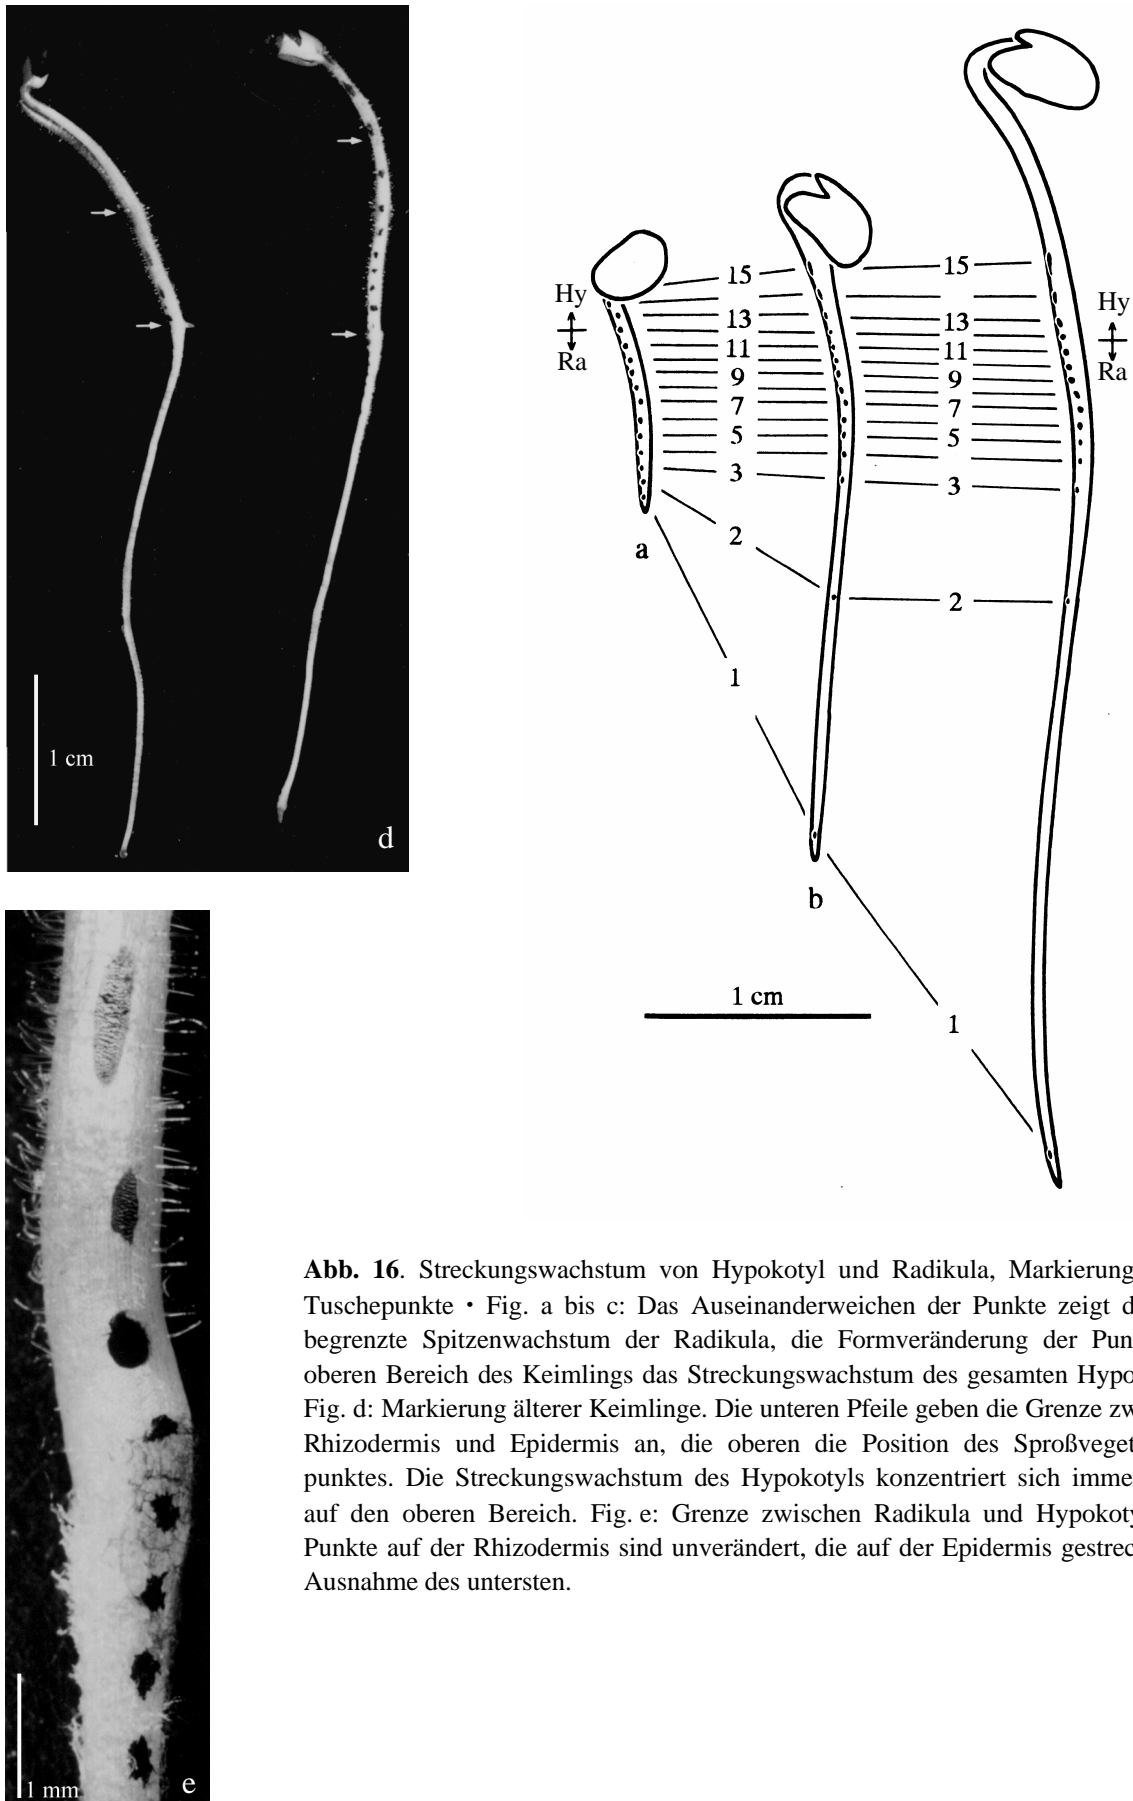 1 cm
d
15
15
Hy
Hy
13
13
11
11
Ra
Ra
9
9
7
7
5
5
3
3
a
2
2
1
b
1 cm
1
1 mm
e
Abb. 16. Streckungswachstum von Hypokotyl und Radikula, Markierung
Tuschepunkte • Fig. a bis c: Das Auseinanderweichen der Punkte zeigt d
begrenzte Spitzenwachstum der Radikula, die Formveränderung der Pun
oberen Bereich des Keimlings das Streckungswachstum des gesamten Hypo
Fig. d: Markierung älterer Keimlinge. Die unteren Pfeile geben die Grenze zw
Rhizodermis und Epidermis an, die oberen die Position des Sproßveget
punktes. Die Streckungswachstum des Hypokotyls konzentriert sich imme
auf den oberen Bereich. Fig. e: Grenze zwischen Radikula und Hypokoty
Punkte auf der Rhizodermis sind unverändert, die auf der Epidermis gestrec
Ausnahme des untersten.